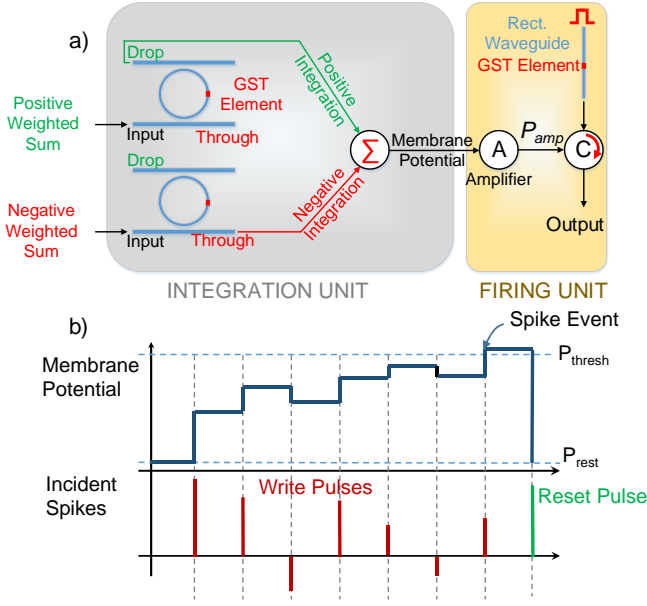 a)
Drop
GST
Element
Positive
Weighted
Sum
Input
Through
Positive
Integration
Drop
Negative
Weighted
Sum
Input
Through
Negative
Integration
Σ
Membrane
Potential
INTEGRATION UNIT
Rect.
Waveguide
GST Element
A
Amplifier
P_amp
C
Output
FIRING UNIT
b)
Spike Event
Membrane
Potential
P_thresh
P_rest
Incident
Spikes
Write Pulses
Reset Pulse